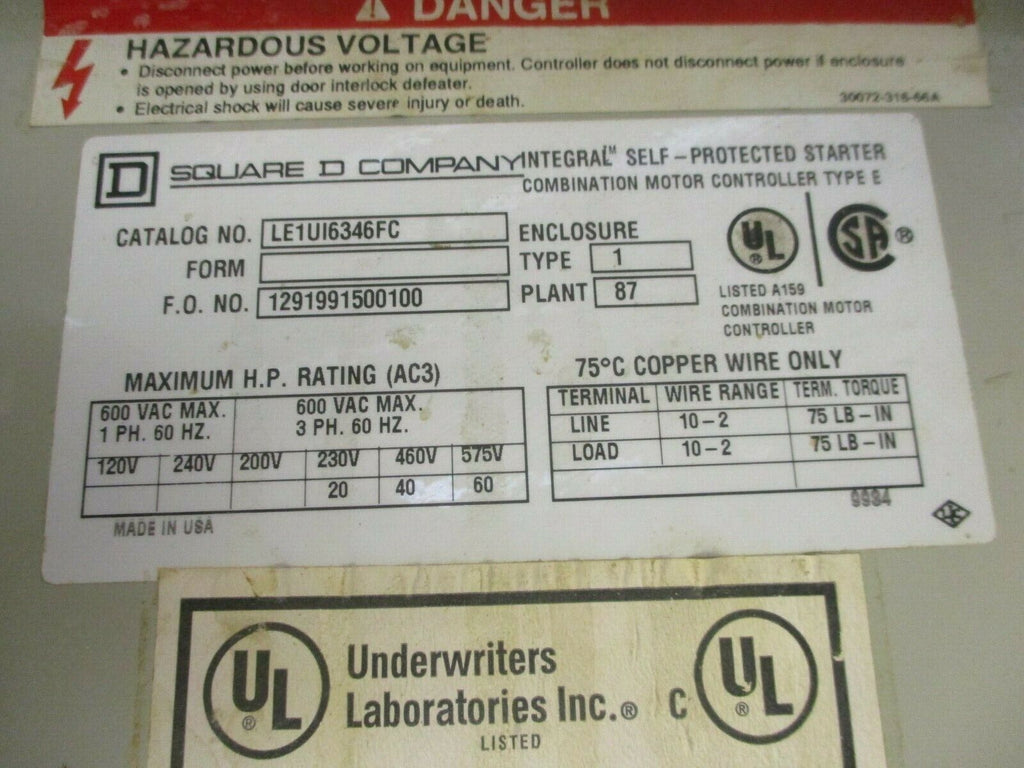 DANGER
HAZARDOUS VOLTAGE
• Disconnect power before working on equipment. Controller does not disconnect power if enclosure
is opened by using door interlock defeater.
• Electrical shock will cause severe injury or death.
30072-316-66A
D SQUARE D COMPANY
INTEGRAL™ SELF-PROTECTED STARTER
COMBINATION MOTOR CONTROLLER TYPE E
CATALOG NO. LE1UI6346FC
FORM
F.O. NO. 1291991500100
ENCLOSURE
TYPE 1
PLANT 87
UL ® SA ®
LISTED A159
COMBINATION MOTOR
CONTROLLER
MAXIMUM H.P. RATING (AC3)
600 VAC MAX. 600 VAC MAX.
1 PH. 60 HZ. 3 PH. 60 HZ.
120V 240V 200V 230V 460V 575V
20 40 60
MADE IN USA
75°C COPPER WIRE ONLY
TERMINAL WIRE RANGE TERM. TORQUE
LINE 10-2 75 LB-IN
LOAD 10-2 75 LB-IN
9934
UL ®
Underwriters
Laboratories Inc.®
LISTED
C UL ®